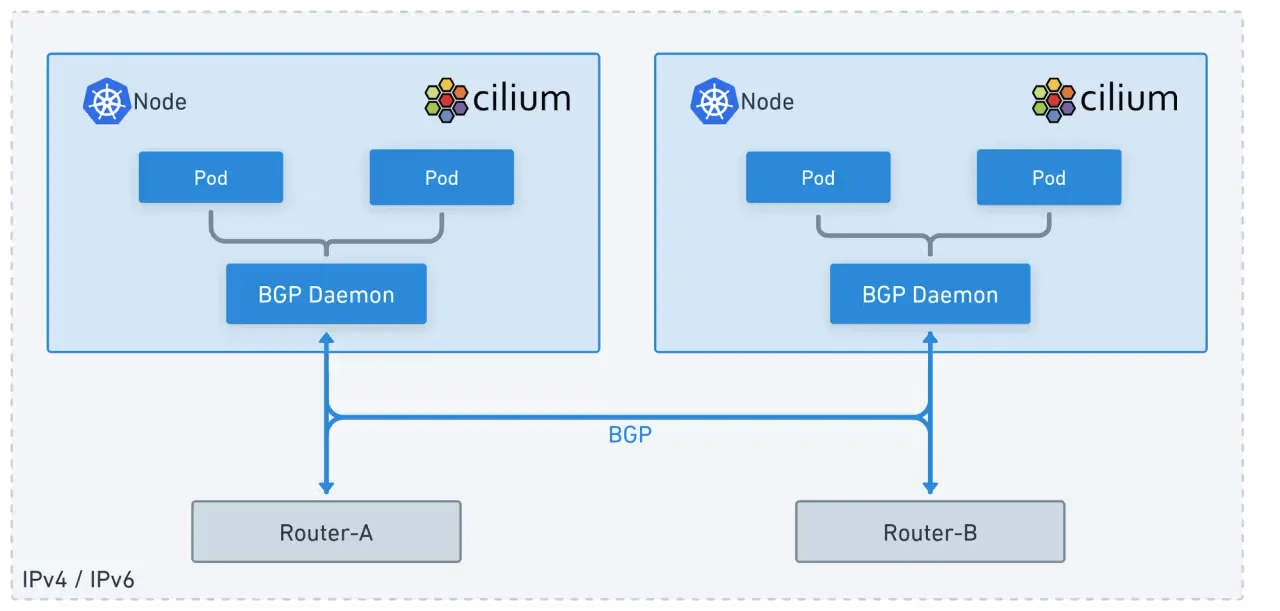 Node
cilium
Node
cilium
Pod
Pod
Pod
Pod
BGP Daemon
BGP Daemon
BGP
Router-A
Router-B
IPv4 / IPv6